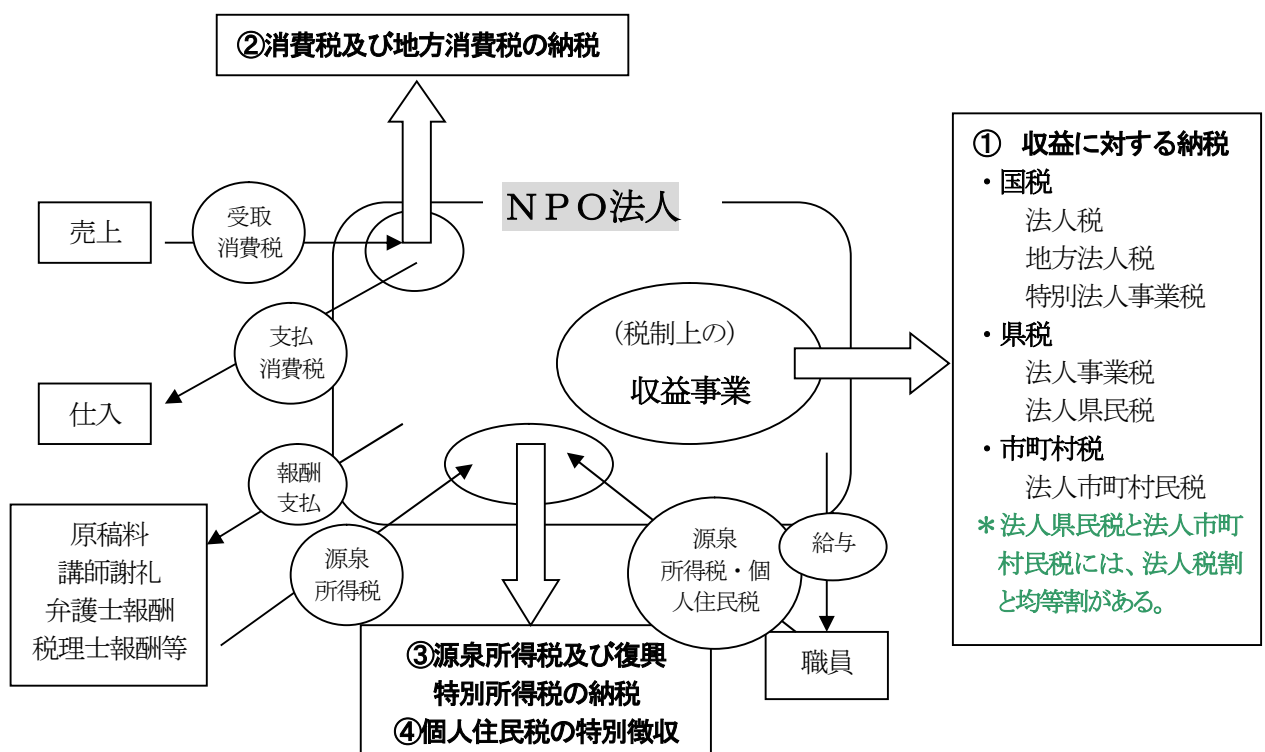 ②消費税及び地方消費税の納税
NPO法人
売上
受取
消費税
支払
消費税
仕入
(税制上の)
収益事業
① 収益に対する納税
・国税
法人税
地方法人税
特別法人事業税
・県税
法人事業税
法人県民税
・市町村税
法人市町村民税
＊法人県民税と法人市町
村民税には、法人税割
と均等割がある。
報酬
支払
原稿料
講師謝礼
弁護士報酬
税理士報酬等
源泉
所得税
源泉
所得税・個
人住民税
給与
職員
③源泉所得税及び復興
特別所得税の納税
④個人住民税の特別徴収